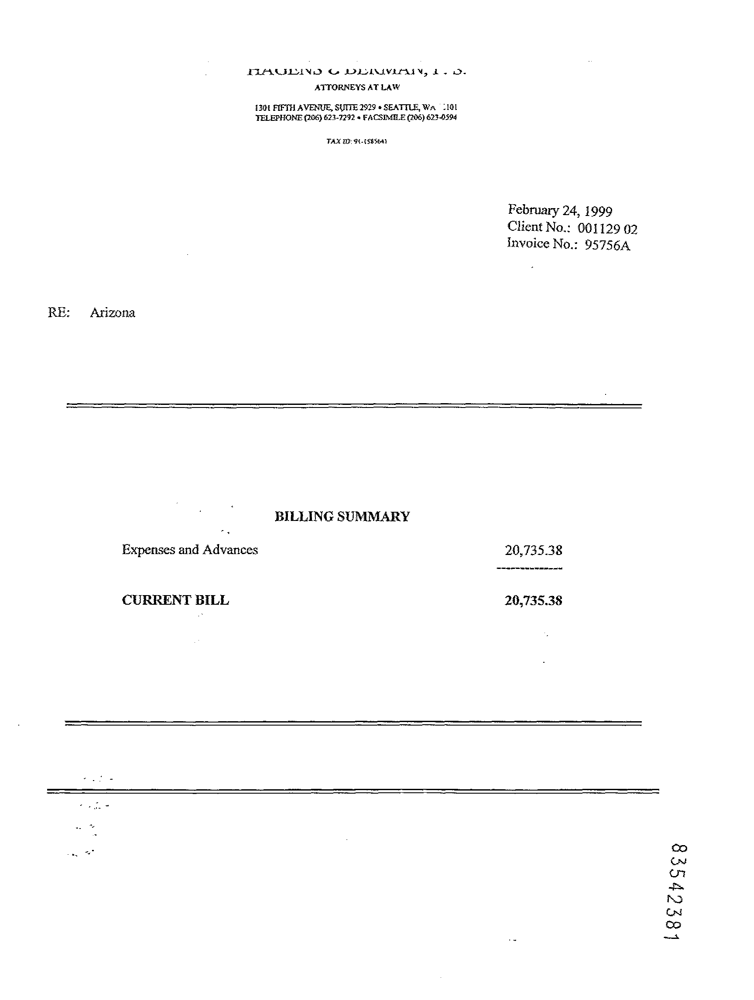 HAGENS & BERMAN, P. S.
ATTORNEYS AT LAW
1301 FIFTH AVENUE, SUITE 2929 • SEATTLE, WA 101
TELEPHONE (206) 623-7292 • FACSIMILE (206) 623-0594
TAX ID: 91-1585641
February 24, 1999
Client No.: 001129 02
Invoice No.: 95756A
RE: Arizona
BILLING SUMMARY
Expenses and Advances 20,735.38
--------------
CURRENT BILL 20,735.38
83542381